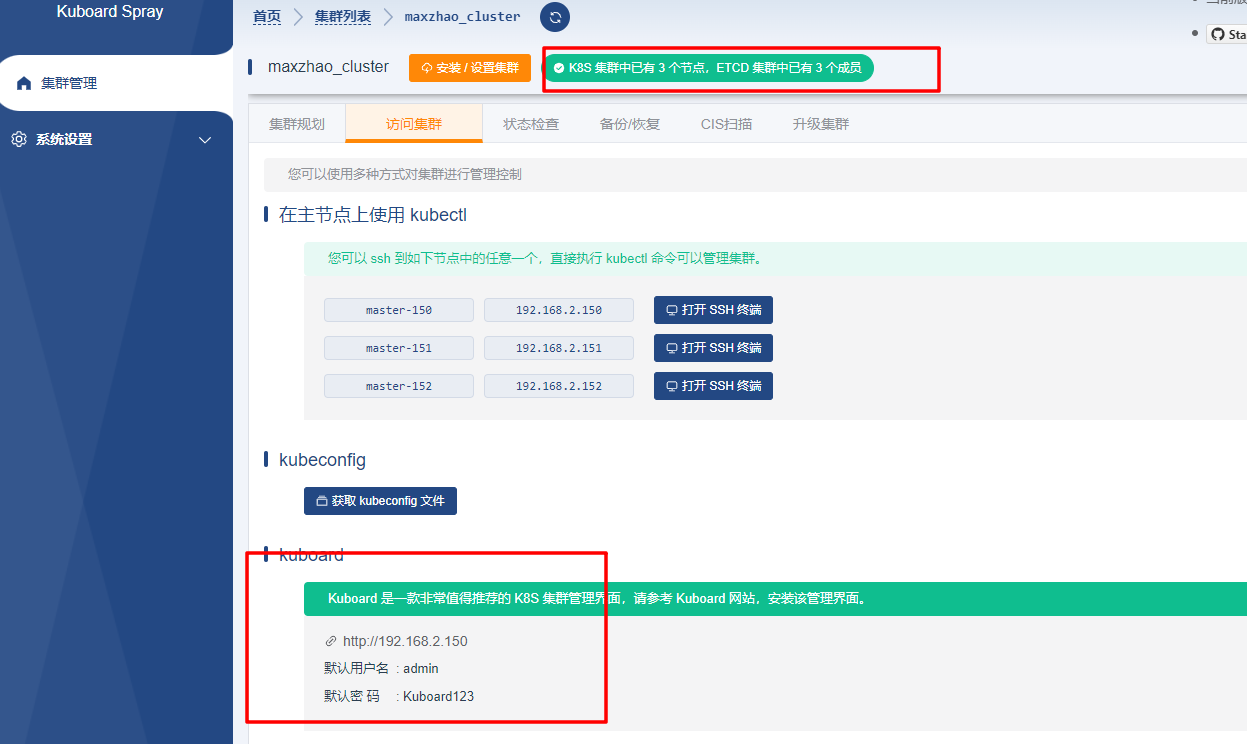 Kuboard Spray
首页 集群列表 maxzhao_cluster
Sta
集群管理
系统设置
maxzhao_cluster 安装 / 设置集群 K8S 集群中已有 3 个节点，ETCD 集群中已有 3 个成员
集群规划 访问集群 状态检查 备份/恢复 CIS扫描 升级集群
您可以使用多种方式对集群进行管理控制
在主节点上使用 kubectl
您可以 ssh 到如下节点中的任意一个，直接执行 kubectl 命令可以管理集群。
master-150 192.168.2.150 打开 SSH 终端
master-151 192.168.2.151 打开 SSH 终端
master-152 192.168.2.152 打开 SSH 终端
kubeconfig
获取 kubeconfig 文件
kuboard
Kuboard 是一款非常值得推荐的 K8S 集群管理界面，请参考 Kuboard 网站，安装该管理界面。
http://192.168.2.150
默认用户名 : admin
默认密 码 : Kuboard123